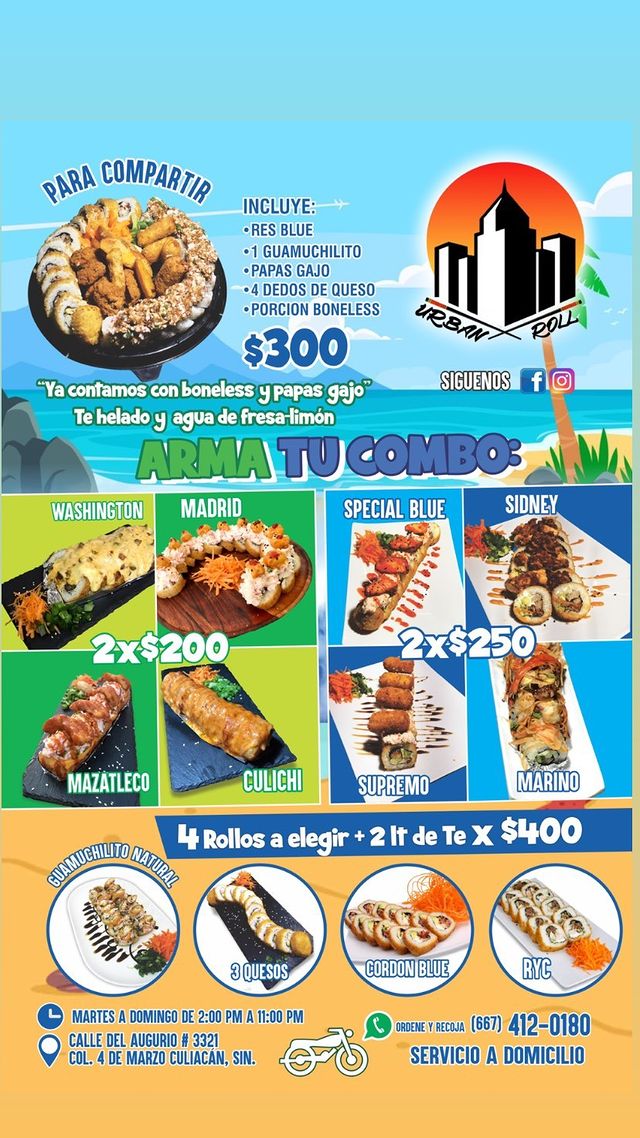 PARA COMPARTIR
INCLUYE:
•RES BLUE
•1 GUAMUCHILITO
•PAPAS GAJO
•4 DEDOS DE QUESO
•PORCION BONELESS
$300
URBAN ROLL
SIGUENOS
"Ya contamos con boneless y papas gajo"
Te helado y agua de fresa-limón
ARMA TU COMBO:
WASHINGTON
MADRID
2x$200
MAZATLECO
CULICHI
SPECIAL BLUE
SIDNEY
2x$250
SUPREMO
MARINO
4 Rollos a elegir + 2 lt de Te X $400
GUAMUCHILITO NATURAL
3 QUESOS
CORDON BLUE
RYC
MARTES A DOMINGO DE 2:00 PM A 11:00 PM
CALLE DEL AUGURIO # 3321
COL. 4 DE MARZO CULIACÁN, SIN.
ORDENE Y RECOJA (667) 412-0180
SERVICIO A DOMICILIO